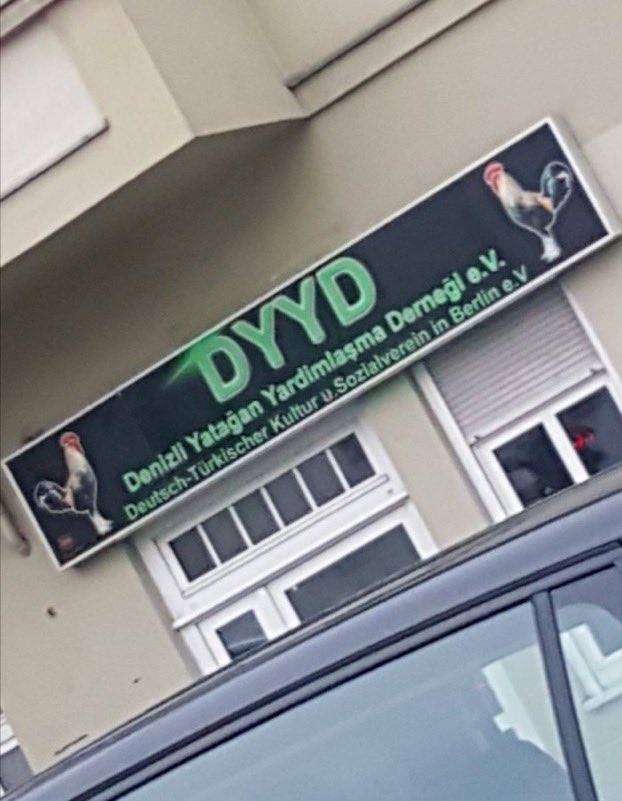 DYYD
Denizli Yatağan Yardimlaşma Derneği e.V.
Deutsch-Türkischer Kultur u.Sozialverein in Berlin e.V